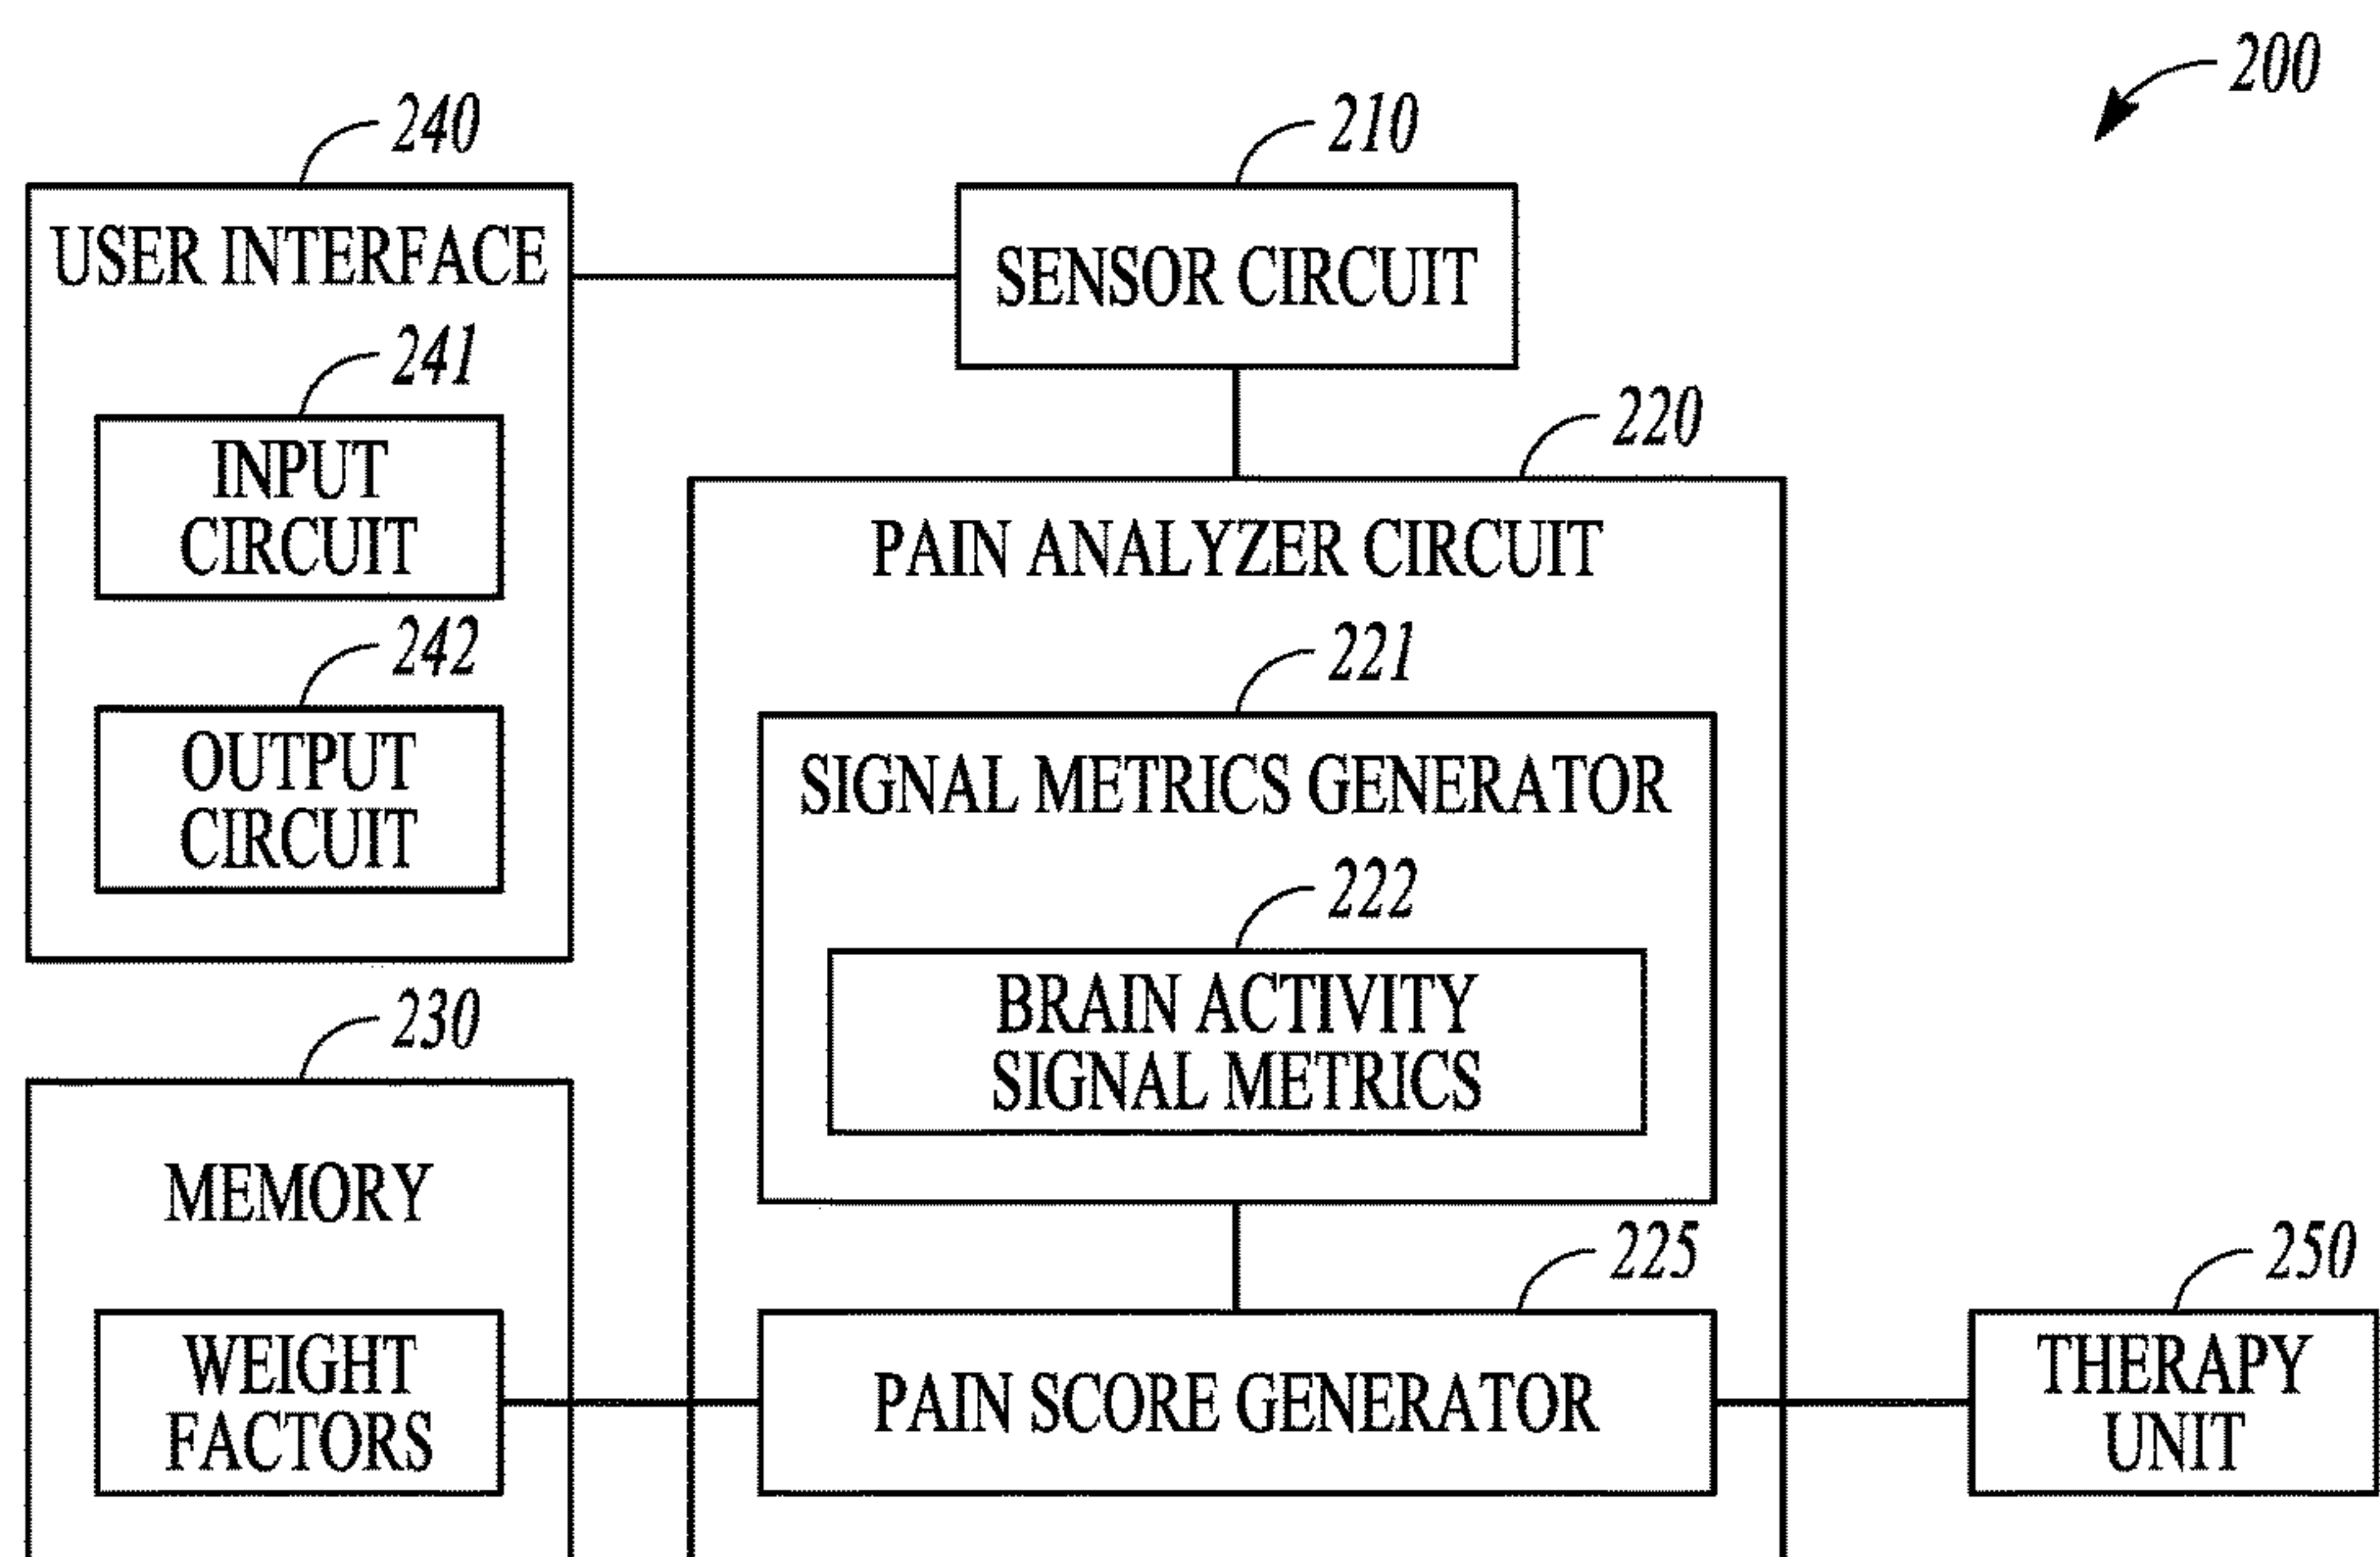 200
240
210
USER INTERFACE
SENSOR CIRCUIT
241
220
INPUT
CIRCUIT
PAIN ANALYZER CIRCUIT
242
221
OUTPUT
CIRCUIT
SIGNAL METRICS GENERATOR
222
BRAIN ACTIVITY
SIGNAL METRICS
230
MEMORY
225
250
WEIGHT
FACTORS
PAIN SCORE GENERATOR
THERAPY
UNIT